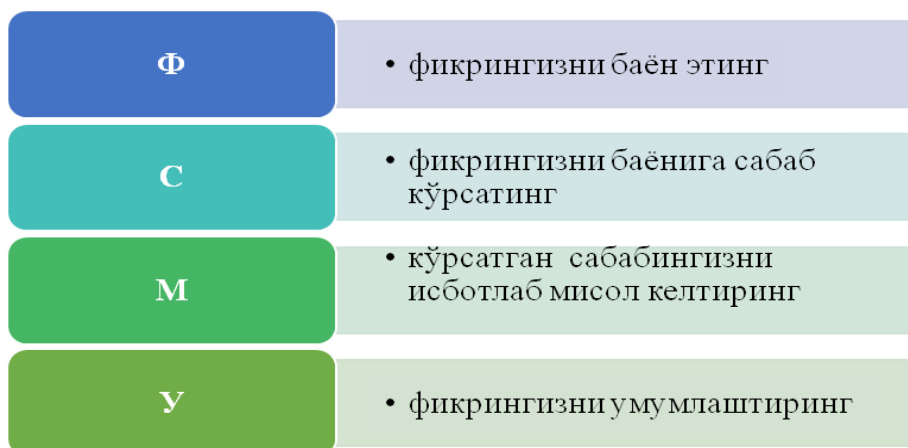 Ф
• фикрингизни баён этинг
С
• фикрингизни баёнига сабаб
кўрсатинг
М
• кўрсатган сабабингизни
исботлаб мисол келтиринг
У
• фикрингизни умумлаштиринг